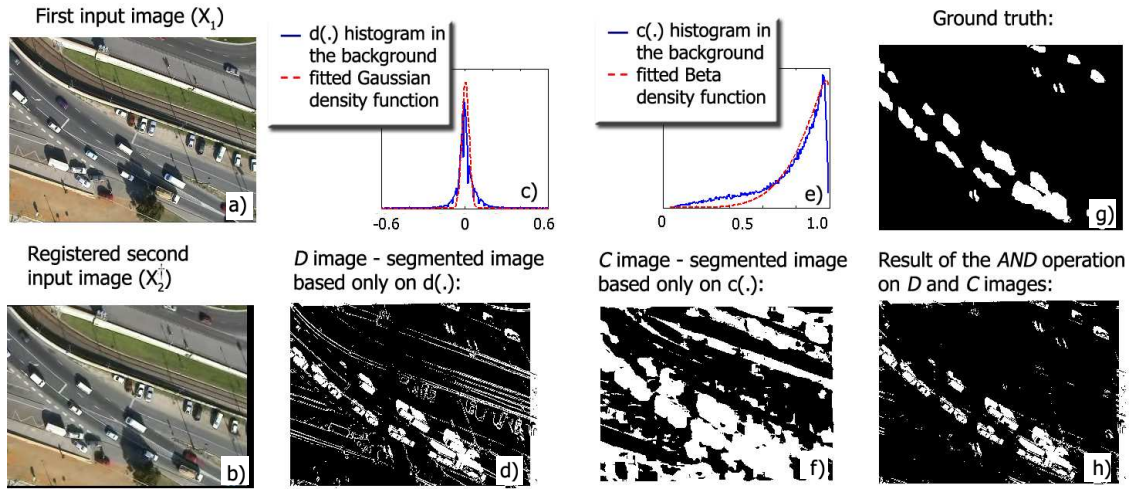 First input image (X₁)
a)
Registered second
input image (X₂)
b)
d(.) histogram in
the background
fitted Gaussian
density function
c)
-0.6
0
0.6
D image - segmented image
based only on d(.):
d)
c(.) histogram in
the background
fitted Beta
density function
e)
0.5
1.0
C image - segmented image
based only on c(.):
f)
Ground truth:
g)
Result of the AND operation
on D and C images:
h)